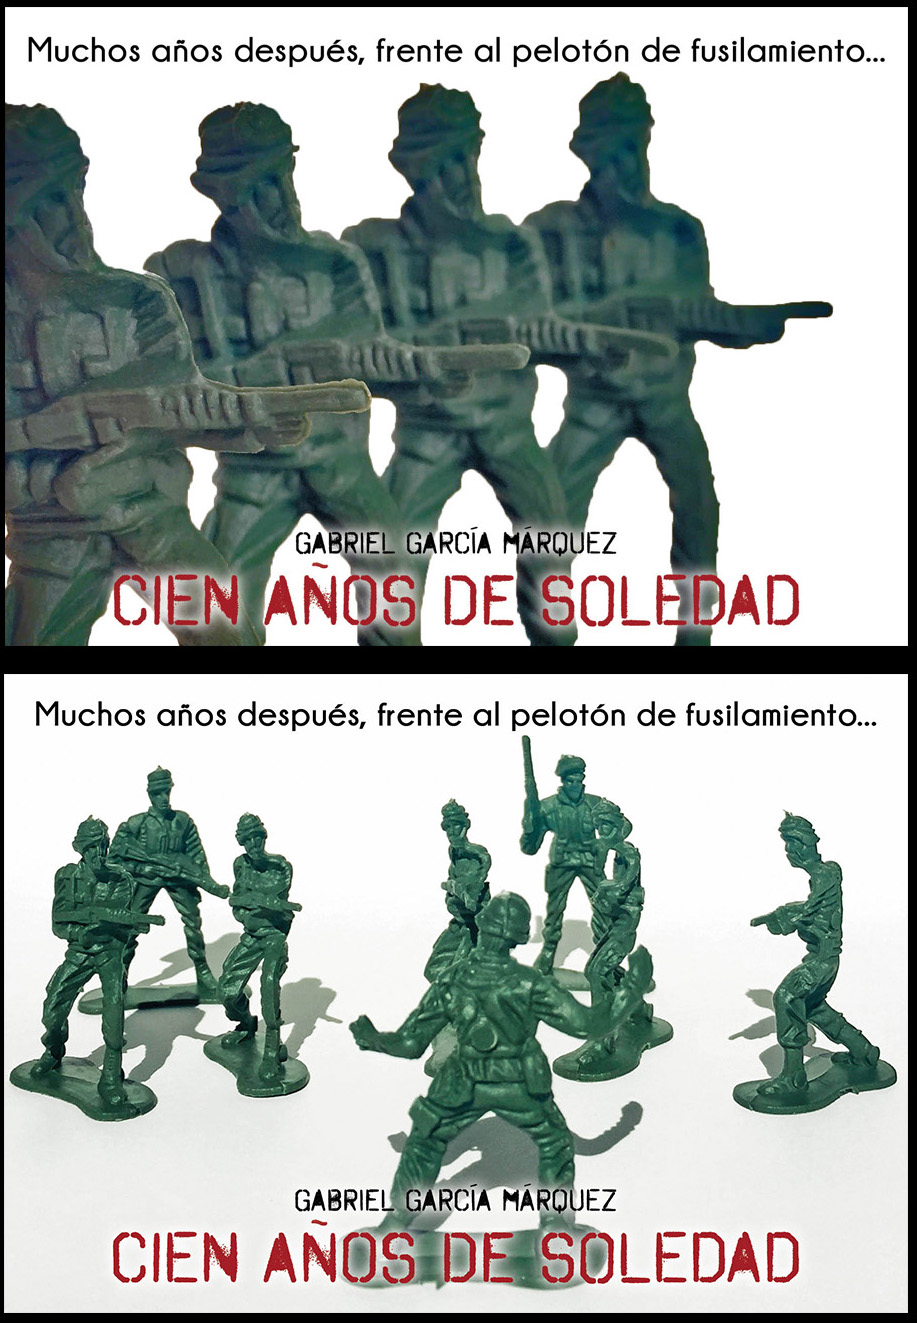 Muchos años después, frente al pelotón de fusilamiento...
GABRIEL GARCÍA MÁRQUEZ
CIEN AÑOS DE SOLEDAD
Muchos años después, frente al pelotón de fusilamiento...
GABRIEL GARCÍA MÁRQUEZ
CIEN AÑOS DE SOLEDAD